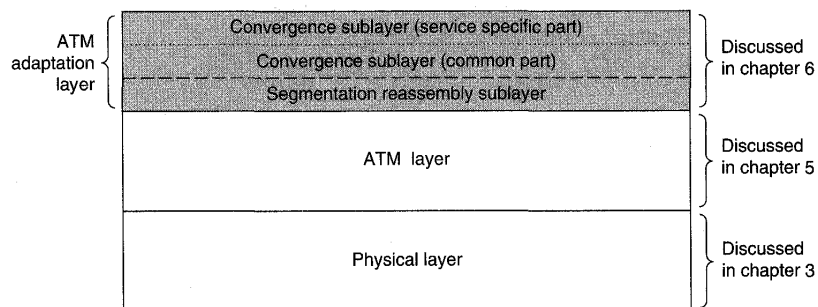 Convergence sublayer (service specific part)
ATM
adaptation
layer
Convergence sublayer (common part)
Segmentation reassembly sublayer
Discussed
in chapter 6
ATM layer
Discussed
in chapter 5
Physical layer
Discussed
in chapter 3